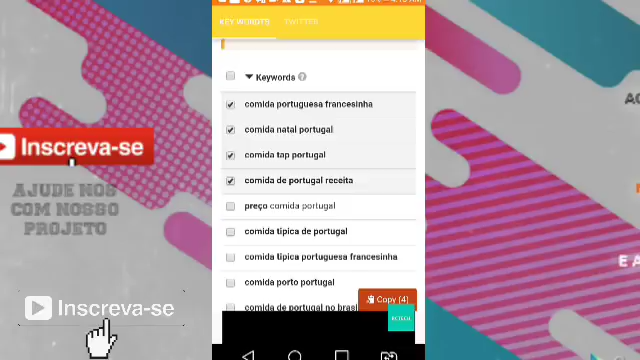 KEY WORDITS
TWITTER
Keywords
comida portuguesa francesinha
comida natal portugal
comida tap portugal
comida de portugal receita
preço comida portugal
comida tipica de portugal
comida tipica portuguesa francesinha
comida porto portugal
comida de portugal no brasi
Copy (4)
Inscreva-se
AJUDE NOS
COM NOSSO
PROJETO
Inscreva-se
E A